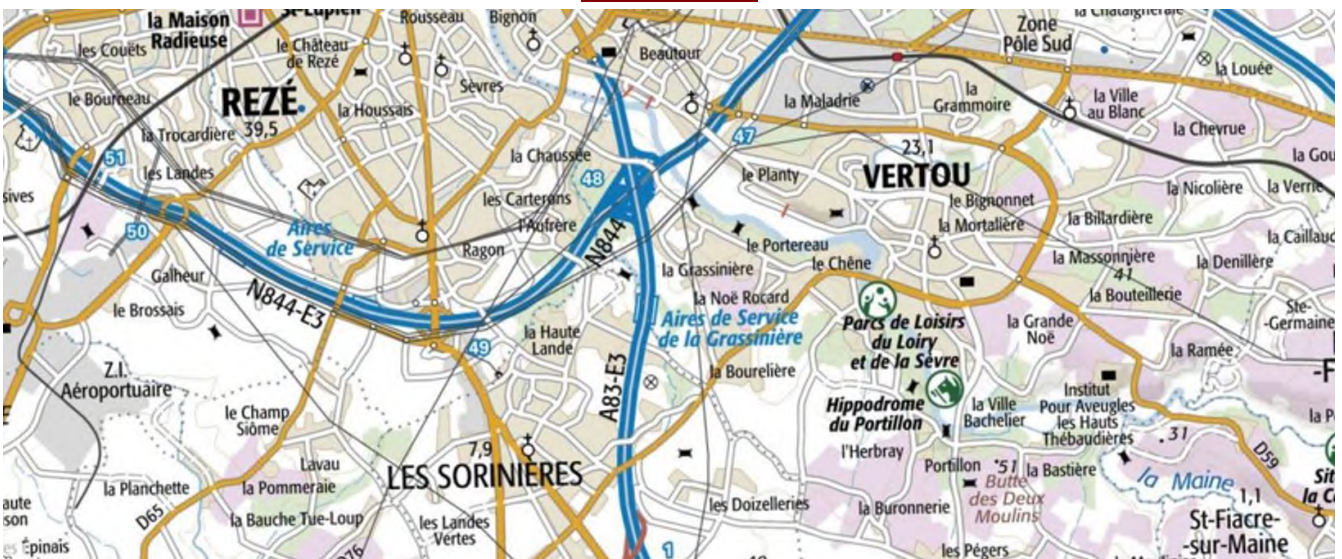 la Maison
Radieuse
Rousseau
Bignon
la Chataigneraie
les Couëts
le Château
de Rezé
Beautour
Zone
Pôle Sud
la Louée
Sèvres
le Bourneau
REZÉ
39,5
la Houssais
la Maladrie
la
Grammoire
la Ville
au Blanc
la Trocardière
la Chevrue
47
51
la Chaussée
23,1
les Landes
48
le Planty
VERTOU
la Nicolière
la Verrie
les Carterons
le Bignonnet
50
Aires
de Service
l'Aufrère
la Mortalière
la Billardière
Ragon
N844
le Portereau
la Massonnière
41
la Denillère
Galheur
la Grassinière
le Chêne
N844-E3
la Noë Rocard
la Bouteillerie
le Brossais
Aires de Service
de la Grassinière
Parcs de Loisirs
du Loiry
et de la Sèvre
la Grande
Noë
Ste-
-Germaine
49
la Haute
Lande
la Ramée
Z.I.
Aéroportuaire
A83-E3
la Bourelière
Institut
Pour Aveugles
les Hauts
Thébaudières
Hippodrome
du Portillon
la Ville
Bachelier
le Champ
Siôme
31
D59
7,9
LES SORINIÈRES
l'Herbray
Lavau
Portillon
51
la Bastière
la Maine
la Planchette
la Pommeraie
Butte
des Deux
Moulins
1,1
D65
la Bauche Tue-Loup
les Landes
Vertes
les Doizelleries
la Buronnerie
St-Fiacre-
-sur-Maine
1
les Pégers